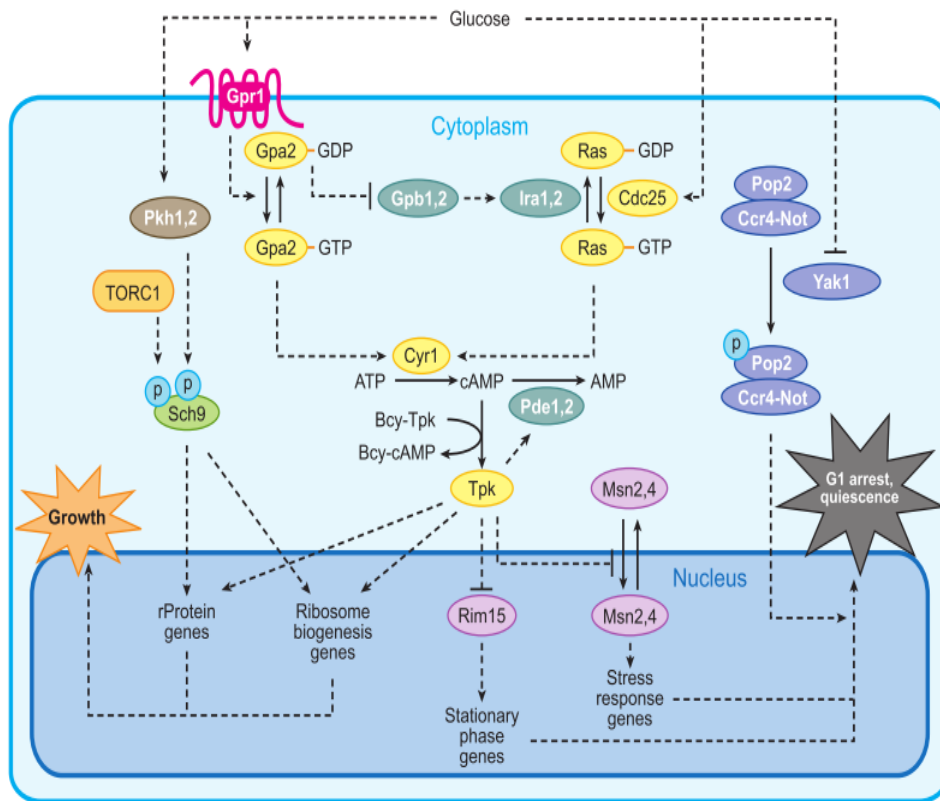 Glucose
Gpr1
Cytoplasm
Gpa2
GDP
Ras
GDP
Pop2
Ccr4-Not
Gpb1,2
Ira1,2
Cdc25
Pkh1,2
Gpa2
GTP
Ras
GTP
Yak1
TORC1
p
p
Sch9
Cyr1
ATP
cAMP
AMP
p
Pop2
Ccr4-Not
Pde1,2
Bcy-Tpk
Bcy-cAMP
Tpk
Msn2,4
G1 arrest,
quiescence
Growth
Nucleus
rProtein
genes
Ribosome
biogenesis
genes
Rim15
Msn2,4
Stress
response
genes
Stationary
phase
genes